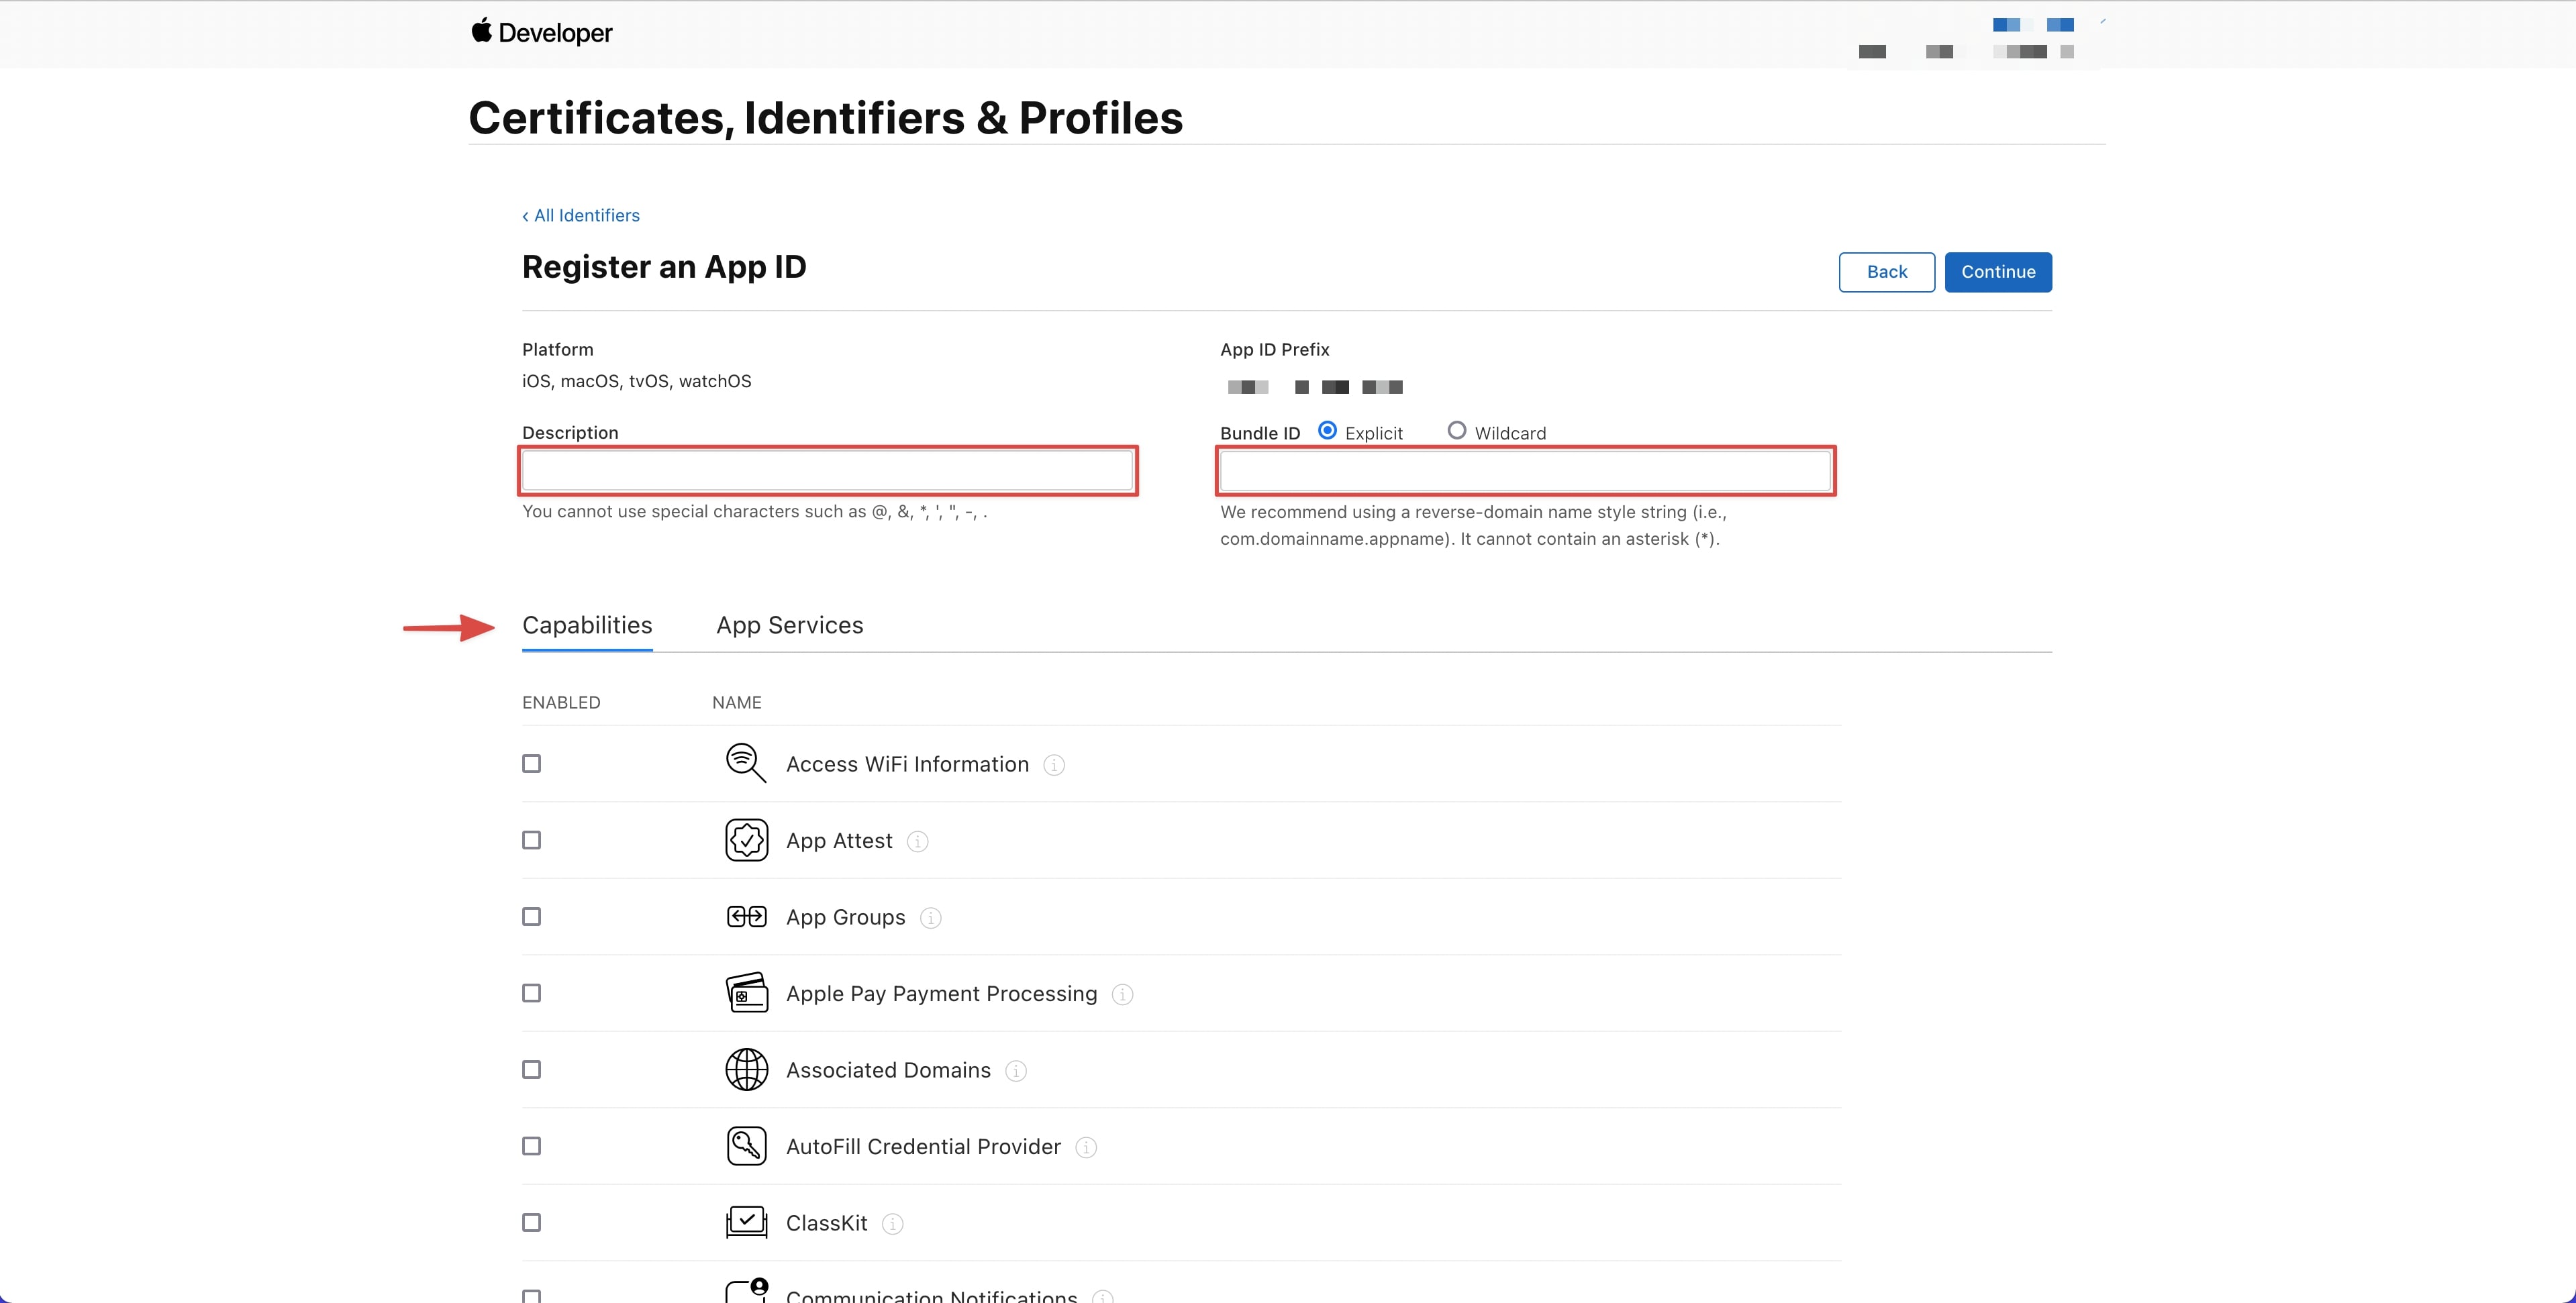 Developer
Certificates, Identifiers & Profiles
‹ All Identifiers
Register an App ID
Back
Continue
Platform
iOS, macOS, tvOS, watchOS
App ID Prefix
Description
Bundle ID Explicit Wildcard
You cannot use special characters such as @, &, *, ', ", -, .
We recommend using a reverse-domain name style string (i.e.,
com.domainname.appname). It cannot contain an asterisk (*).
Capabilities
App Services
ENABLED
NAME
Access WiFi Information
App Attest
App Groups
Apple Pay Payment Processing
Associated Domains
AutoFill Credential Provider
ClassKit
Communication Notifications